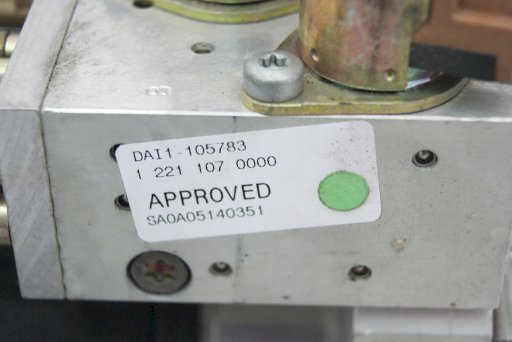 DAI1-105783
1 221 107 0000
APPROVED
SA0A05140351